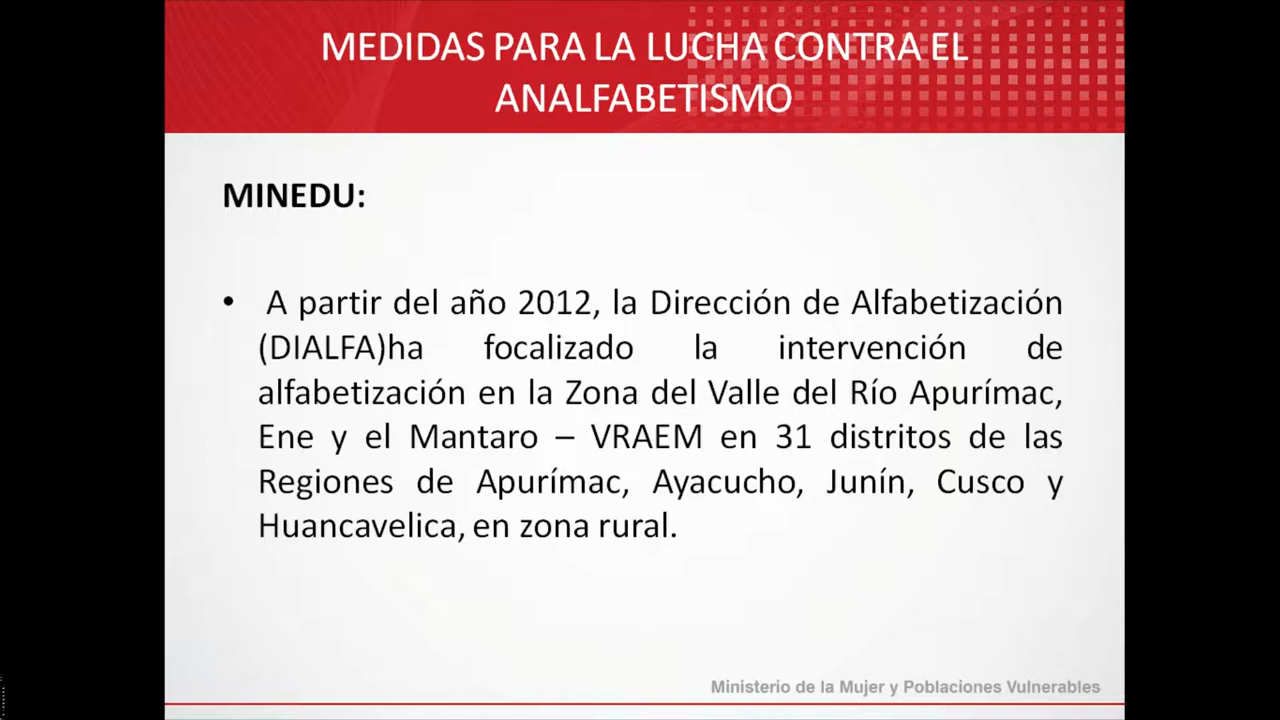 MEDIDAS PARA LA LUCHA CONTRA EL
ANALFABETISMO
MINEDU:
• A partir del año 2012, la Dirección de Alfabetización
(DIALFA)ha focalizado la intervención de
alfabetización en la Zona del Valle del Río Apurímac,
Ene y el Mantaro – VRAEM en 31 distritos de las
Regiones de Apurímac, Ayacucho, Junín, Cusco y
Huancavelica, en zona rural.
Ministerio de la Mujer y Poblaciones Vulnerables